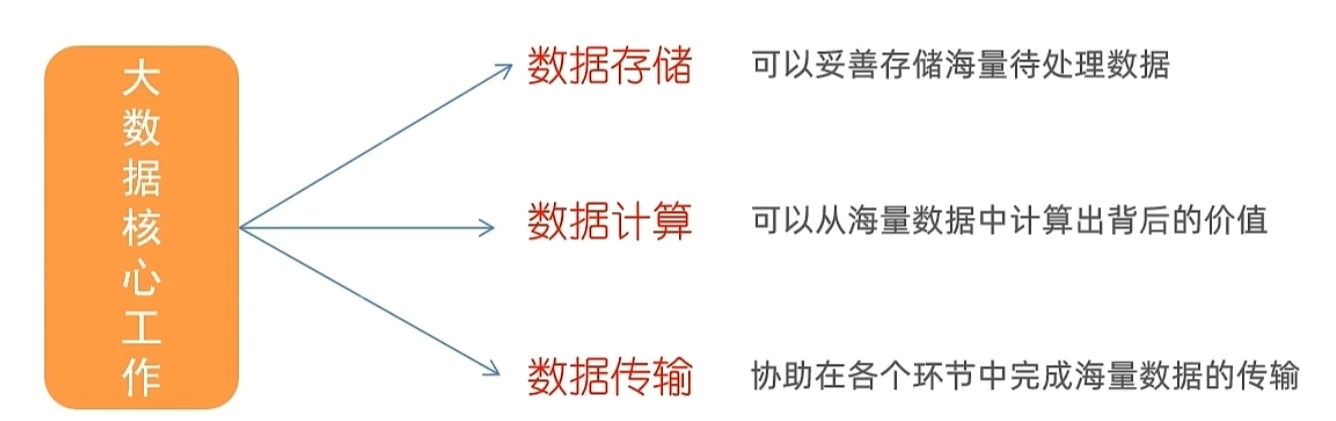 大数据核心工作
数据存储 可以妥善存储海量待处理数据
数据计算 可以从海量数据中计算出背后的价值
数据传输 协助在各个环节中完成海量数据的传输